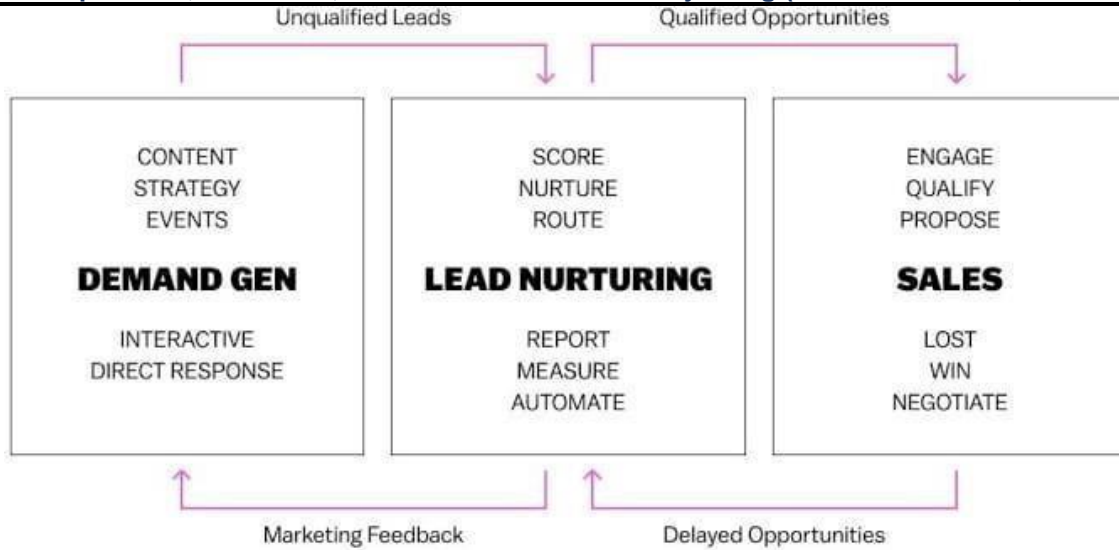 Unqualified Leads
Qualified Opportunities
CONTENT
STRATEGY
EVENTS
DEMAND GEN
INTERACTIVE
DIRECT RESPONSE
SCORE
NURTURE
ROUTE
LEAD NURTURING
REPORT
MEASURE
AUTOMATE
ENGAGE
QUALIFY
PROPOSE
SALES
LOST
WIN
NEGOTIATE
Marketing Feedback
Delayed Opportunities